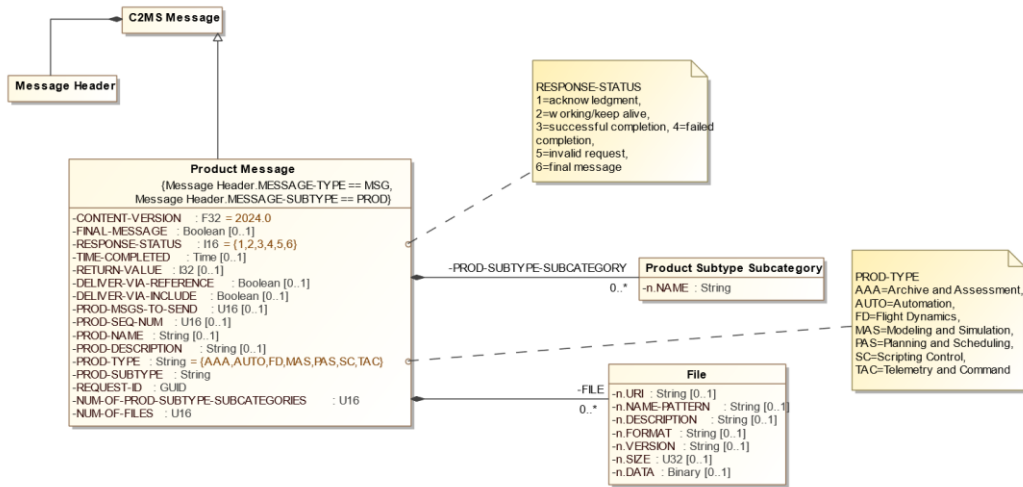 C2MS Message
Message Header
RESPONSE-STATUS
1=acknowledgment,
2=working/keep alive,
3=successful completion, 4=failed
completion,
5=invalid request,
6=final message
Product Message
{Message Header.MESSAGE-TYPE == MSG,
Message Header.MESSAGE-SUBTYPE == PROD}
-CONTENT-VERSION : F32 = 2024.0
-FINAL-MESSAGE : Boolean [0..1]
-RESPONSE-STATUS : I16 = {1,2,3,4,5,6}
-TIME-COMPLETED : Time [0..1]
-RETURN-VALUE : I32 [0..1]
-DELIVER-VIA-REFERENCE : Boolean [0..1]
-DELIVER-VIA-INCLUDE : Boolean [0..1]
-PROD-MSGS-TO-SEND : U16 [0..1]
-PROD-SEQ-NUM : U16 [0..1]
-PROD-NAME : String [0..1]
-PROD-DESCRIPTION : String [0..1]
-PROD-TYPE : String = {AAA,AUTO,FD,MAS,PAS,SC,TAC}
-PROD-SUBTYPE : String
-REQUEST-ID : GUID
-NUM-OF-PROD-SUBTYPE-SUBCATEGORIES : U16
-NUM-OF-FILES : U16
-PROD-SUBTYPE-SUBCATEGORY
0..*
Product Subtype Subcategory
-n.NAME : String
PROD-TYPE
AAA=Archive and Assessment,
AUTO=Automation,
FD=Flight Dynamics,
MAS=Modeling and Simulation,
PAS=Planning and Scheduling,
SC=Scripting Control,
TAC=Telemetry and Command
-FILE
0..*
File
-n.URI : String [0..1]
-n.NAME-PATTERN : String [0..1]
-n.DESCRIPTION : String [0..1]
-n.FORMAT : String [0..1]
-n.VERSION : String [0..1]
-n.SIZE : U32 [0..1]
-n.DATA : Binary [0..1]